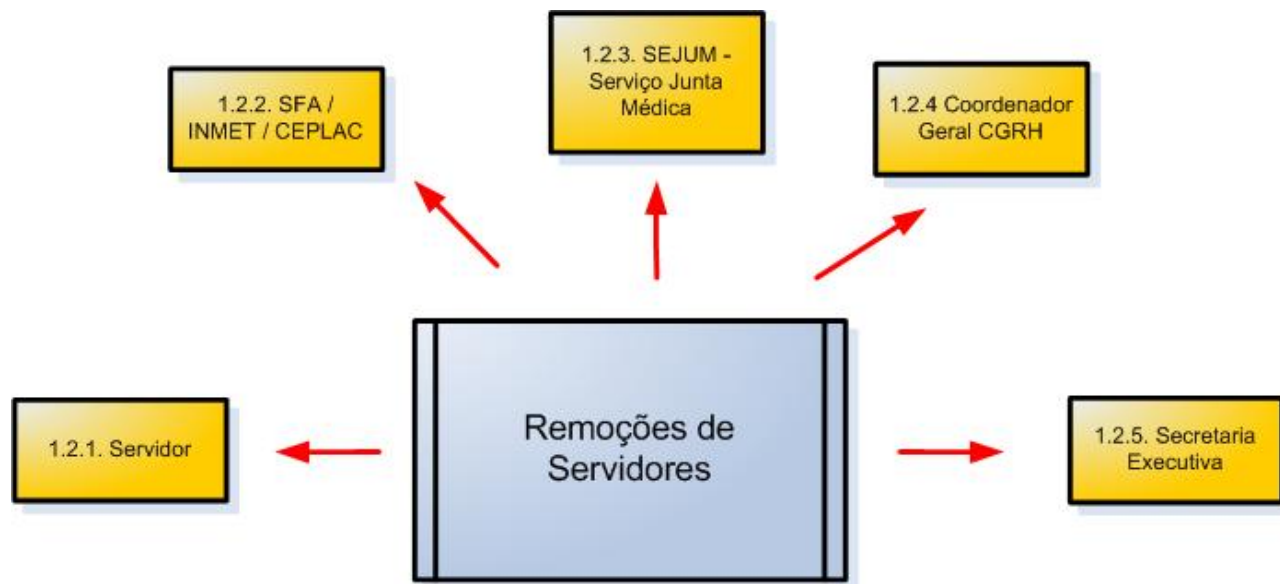 1.2.3. SEJUM -
Serviço Junta
Médica
1.2.2. SFA /
INMET / CEPLAC
1.2.4 Coordenador
Geral CGRH
Remoções de
Servidores
1.2.1. Servidor
1.2.5. Secretaria
Executiva